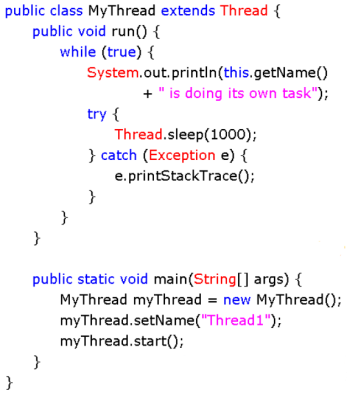 public class MyThread extends Thread {
    public void run() {
        while (true) {
            System.out.println(this.getName()
                        + " is doing its own task");
            try {
                Thread.sleep(1000);
            } catch (Exception e) {
                e.printStackTrace();
            }
        }
    }

    public static void main(String[] args) {
        MyThread myThread = new MyThread();
        myThread.setName("Thread1");
        myThread.start();
    }
}